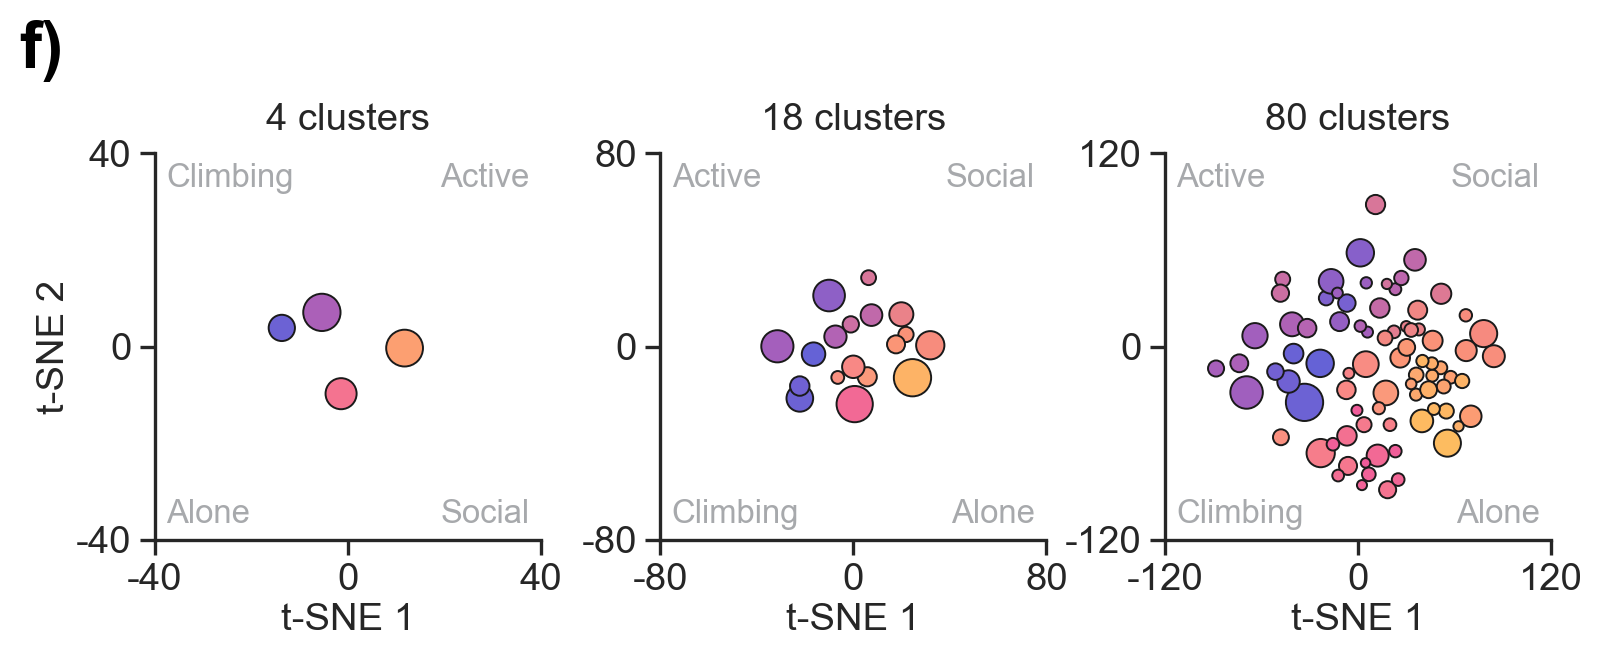 f)
4 clusters
18 clusters
80 clusters
40
Climbing
Active
0
t-SNE 2
Alone
Social
-40
-40
0
40
t-SNE 1
80
Active
Social
0
Climbing
Alone
-80
-80
0
80
t-SNE 1
120
Active
Social
0
Climbing
Alone
-120
-120
0
120
t-SNE 1